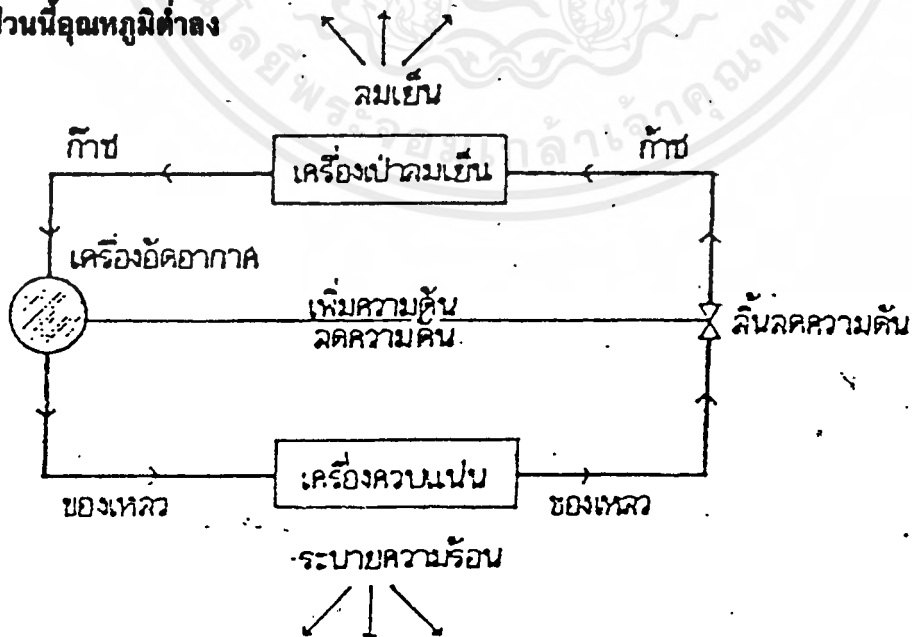 ส่วนนี้อุณหภูมิต่ำลง
ลมเย็น
ก๊าซ
เครื่องเป่าลมเย็น
ก๊าซ
เครื่องอัดอากาศ
เพิ่มความดัน
ลดความดัน
ลิ้นลดความดัน
เครื่องควบแน่น
ของเหลว
ของเหลว
ระบายความร้อน